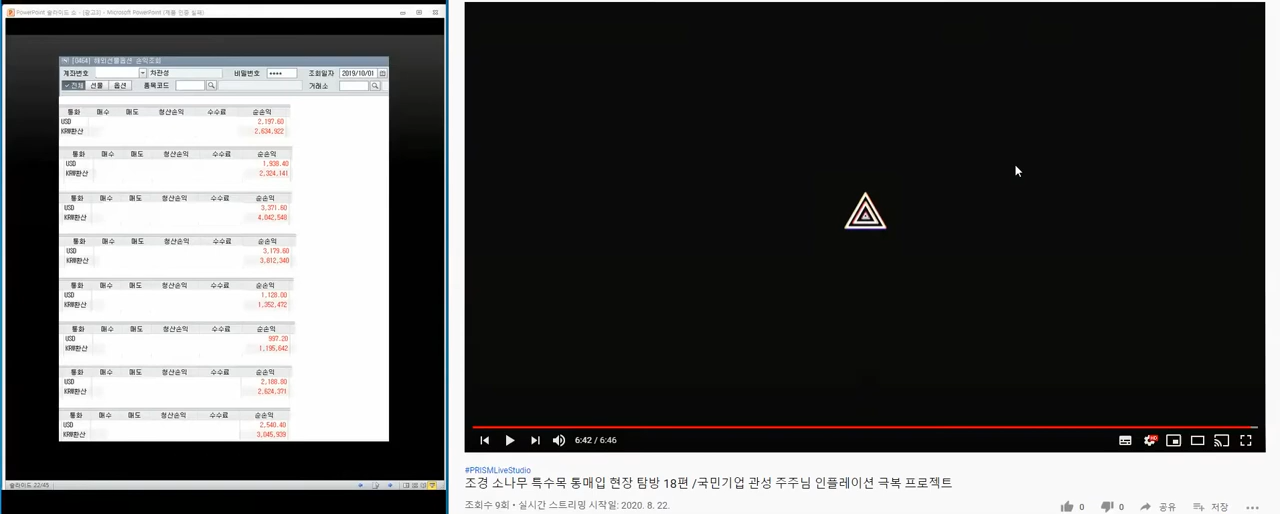 PowerPoint 슬라이드 쇼 - [광고2] - Microsoft PowerPoint (제품 인증 실패)
[0464] 해외선물옵션 손익조회
계좌번호 차관성 비밀번호 **** 조회일자 2019/10/01
전체 선물 옵션 종목코드 거래소
통화 매수 매도 청산손익 수수료 순손익
USD 2,197.60
KRW환산 2,634,922
통화 매수 매도 청산손익 수수료 순손익
USD 1,938.40
KRW환산 2,324,141
통화 매수 매도 청산손익 수수료 순손익
USD 3,371.60
KRW환산 4,042,548
통화 매수 매도 청산손익 수수료 순손익
USD 3,179.60
KRW환산 3,812,340
통화 매수 매도 청산손익 수수료 순손익
USD 1,128.00
KRW환산 1,352,472
통화 매수 매도 청산손익 수수료 순손익
USD 997.20
KRW환산 1,195,642
통화 매수 매도 청산손익 수수료 순손익
USD 2,188.80
KRW환산 2,624,371
통화 매수 매도 청산손익 수수료 순손익
USD 2,540.40
KRW환산 3,045,939
슬라이드 22/45
6:42 / 6:46
HD
#PRISMLiveStudio
조경 소나무 특수목 통매입 현장 탐방 18편 /국민기업 관성 주주님 인플레이션 극복 프로젝트
조회수 9회 • 실시간 스트리밍 시작일: 2020. 8. 22.
0 0 공유 저장